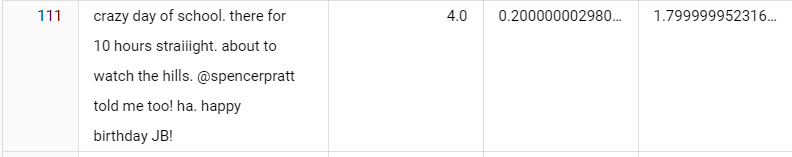 111 crazy day of school. there for 4.0 0.200000002980… 1.799999952316…
10 hours straiiight. about to
watch the hills. @spencerpratt
told me too! ha. happy
birthday JB!